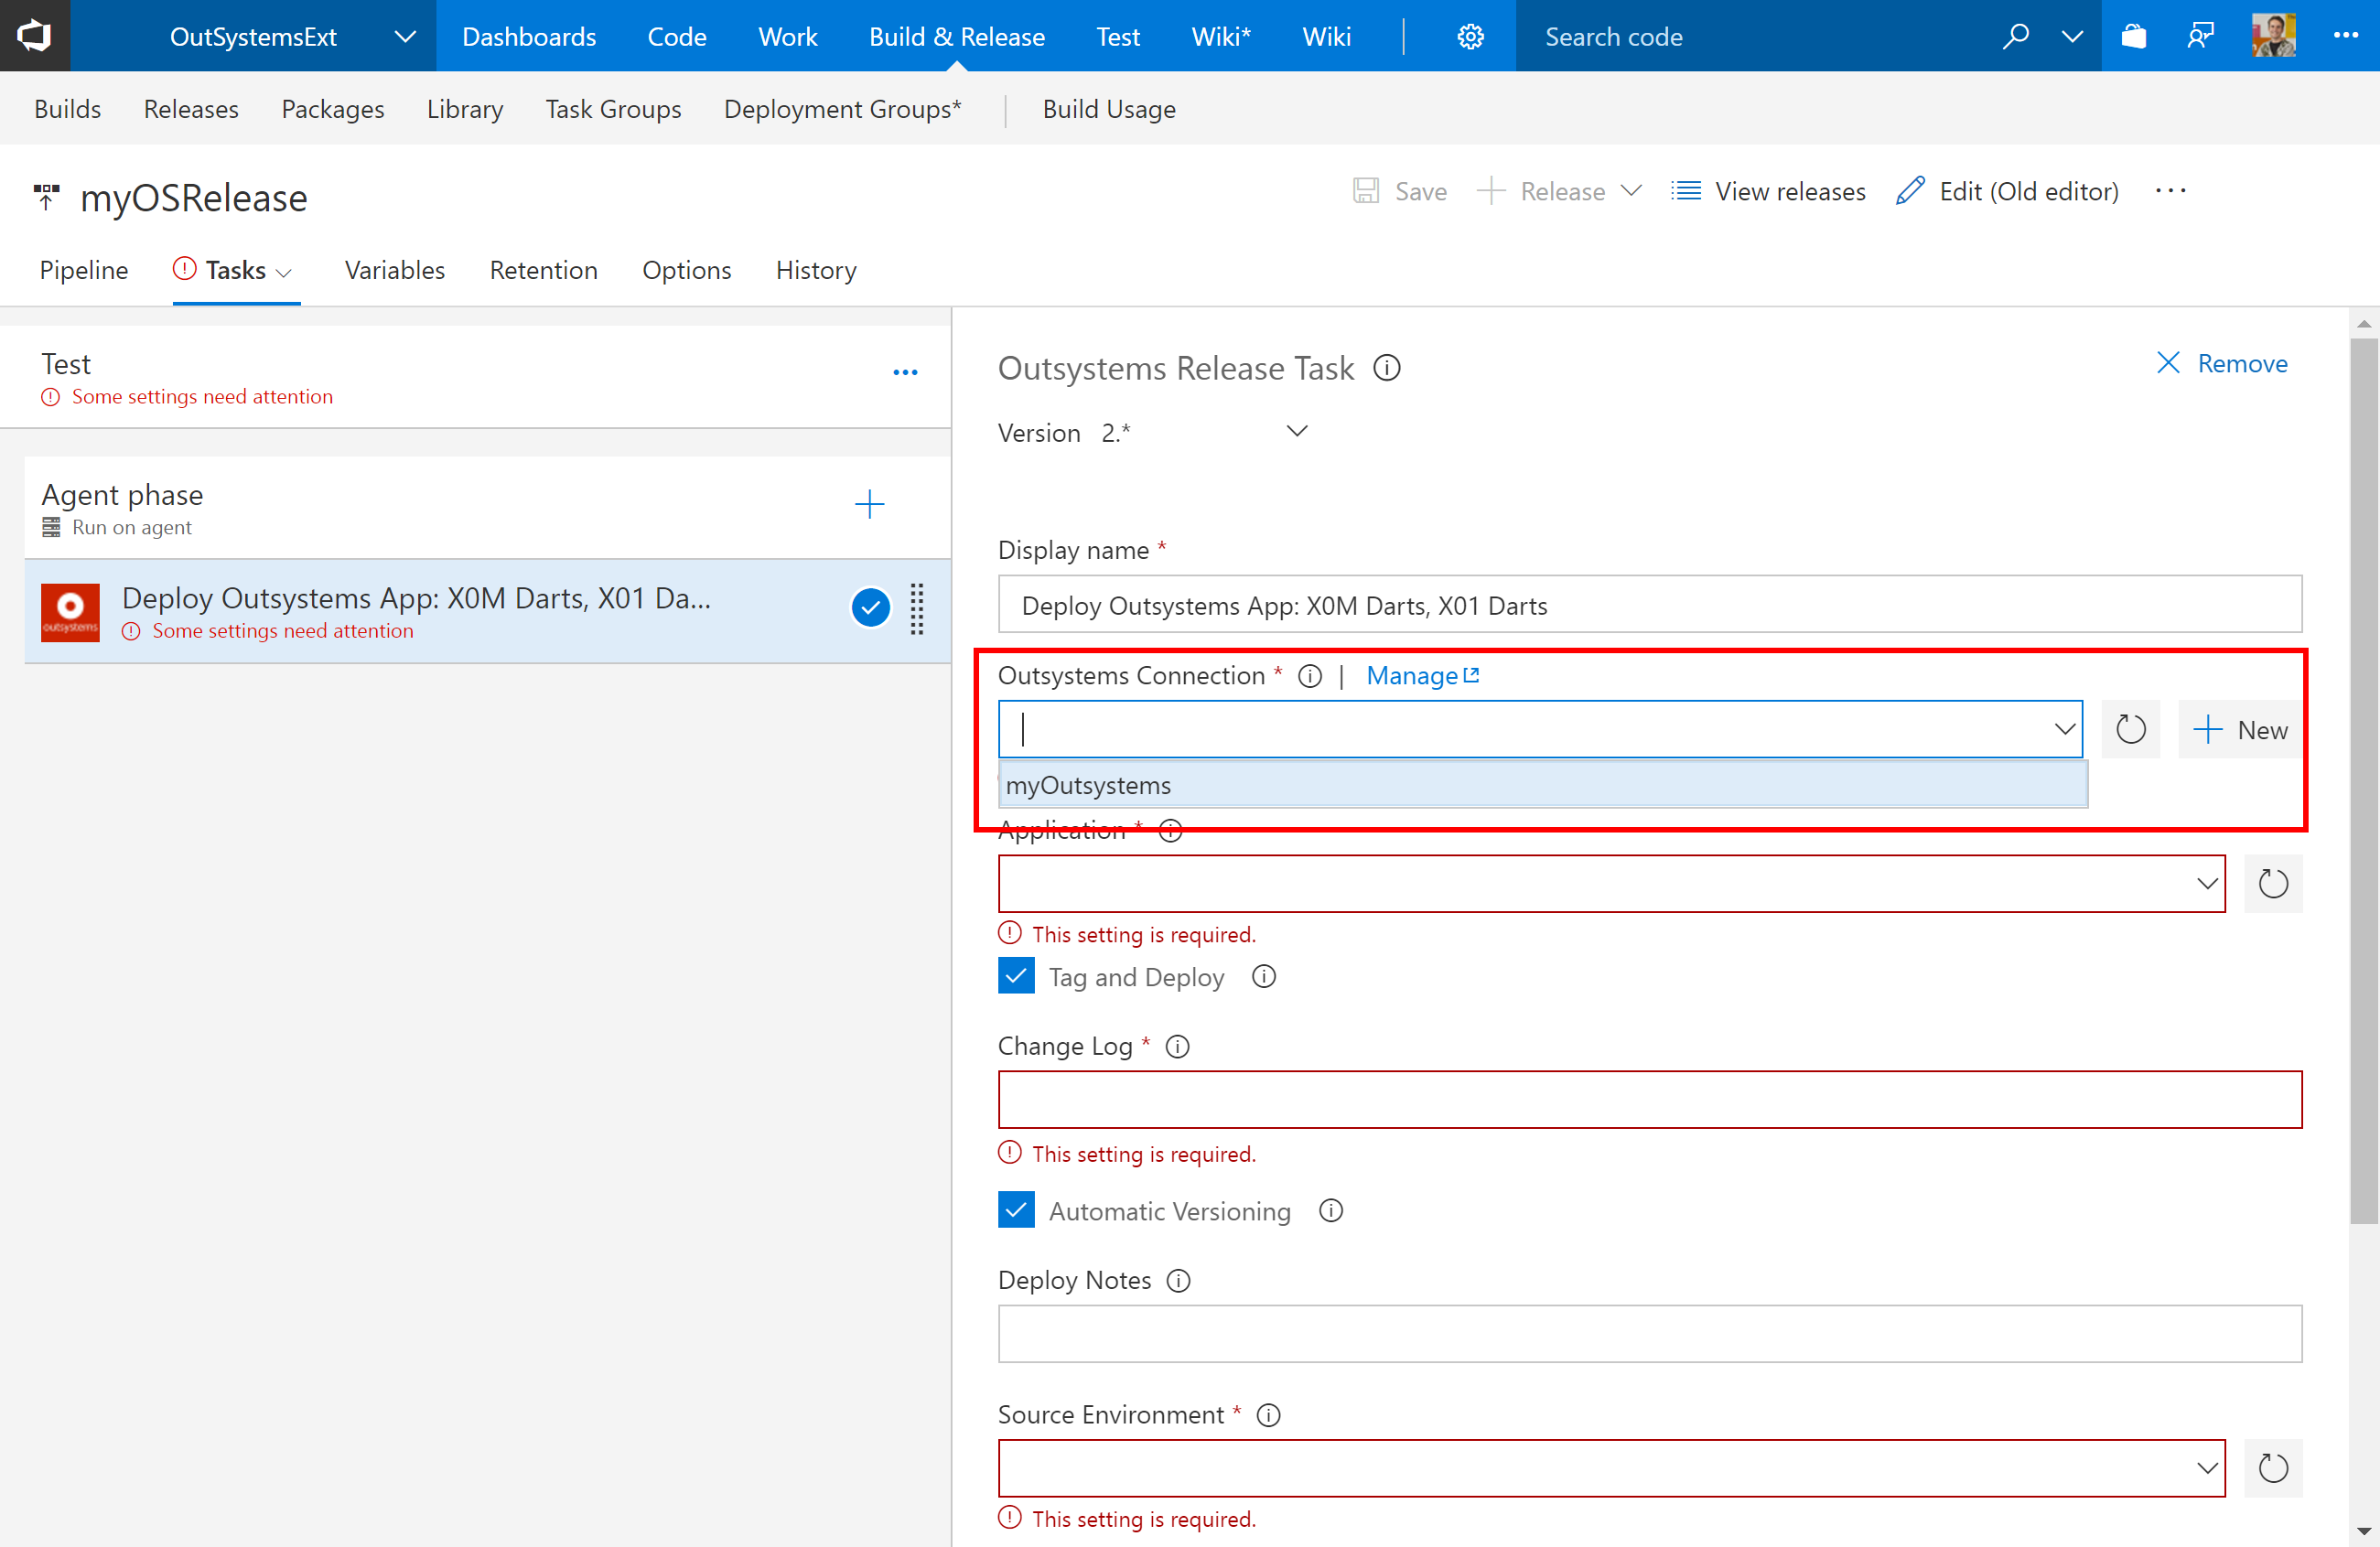 OutSystemsExt Dashboards Code Work Build & Release Test Wiki* Wiki Search code
Builds Releases Packages Library Task Groups Deployment Groups* Build Usage
myOSRelease Save Release View releases Edit (Old editor)
Pipeline Tasks Variables Retention Options History
Test
Some settings need attention
Agent phase
Run on agent
outsystems
Deploy Outsystems App: X0M Darts, X01 Da...
Some settings need attention
Outsystems Release Task Remove
Version 2.*
Display name *
Deploy Outsystems App: X0M Darts, X01 Darts
Outsystems Connection * | Manage
New
myOutsystems
Application *
This setting is required.
Tag and Deploy
Change Log *
This setting is required.
Automatic Versioning
Deploy Notes
Source Environment *
This setting is required.